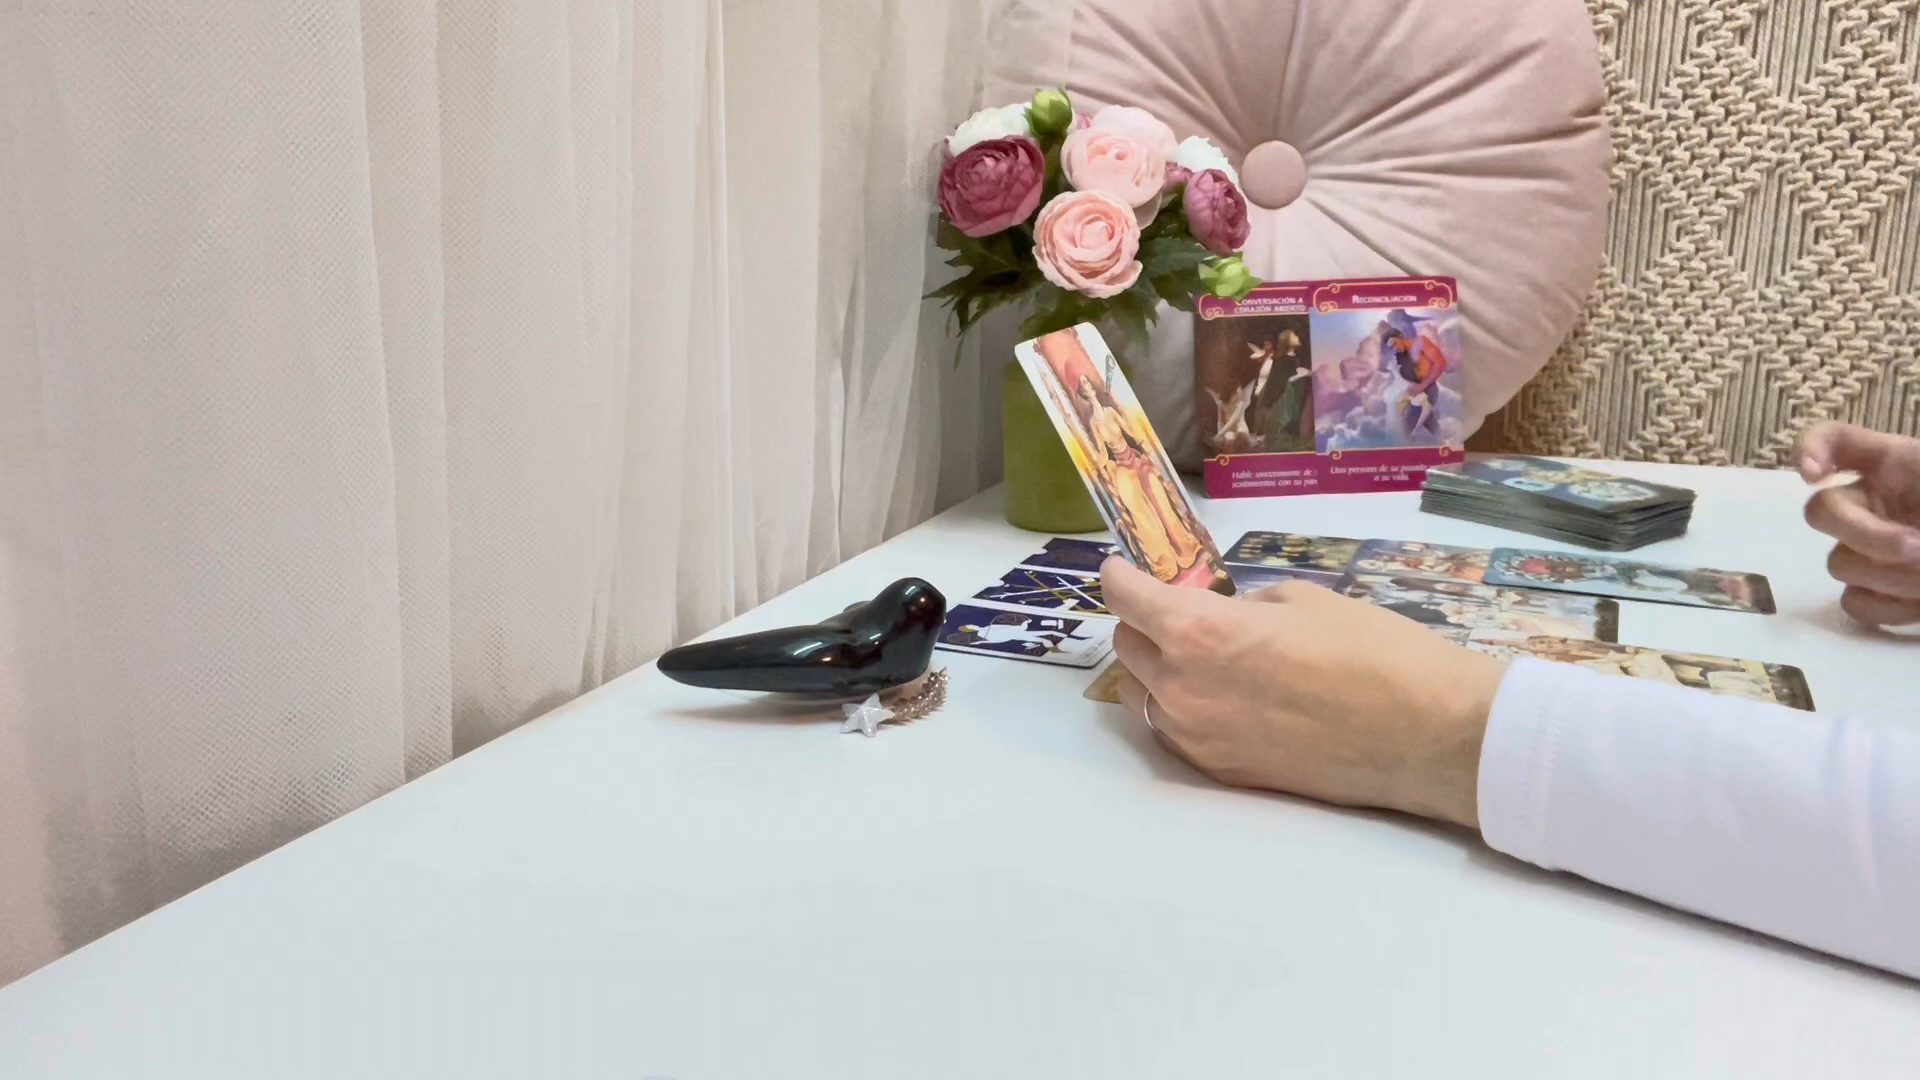 CONVERSACIÓN A
CORAZÓN ABIERTO
RECONCILIACIÓN
Hable sinceramente de
sentimientos con su
Una persona de su pasado
a su vida.